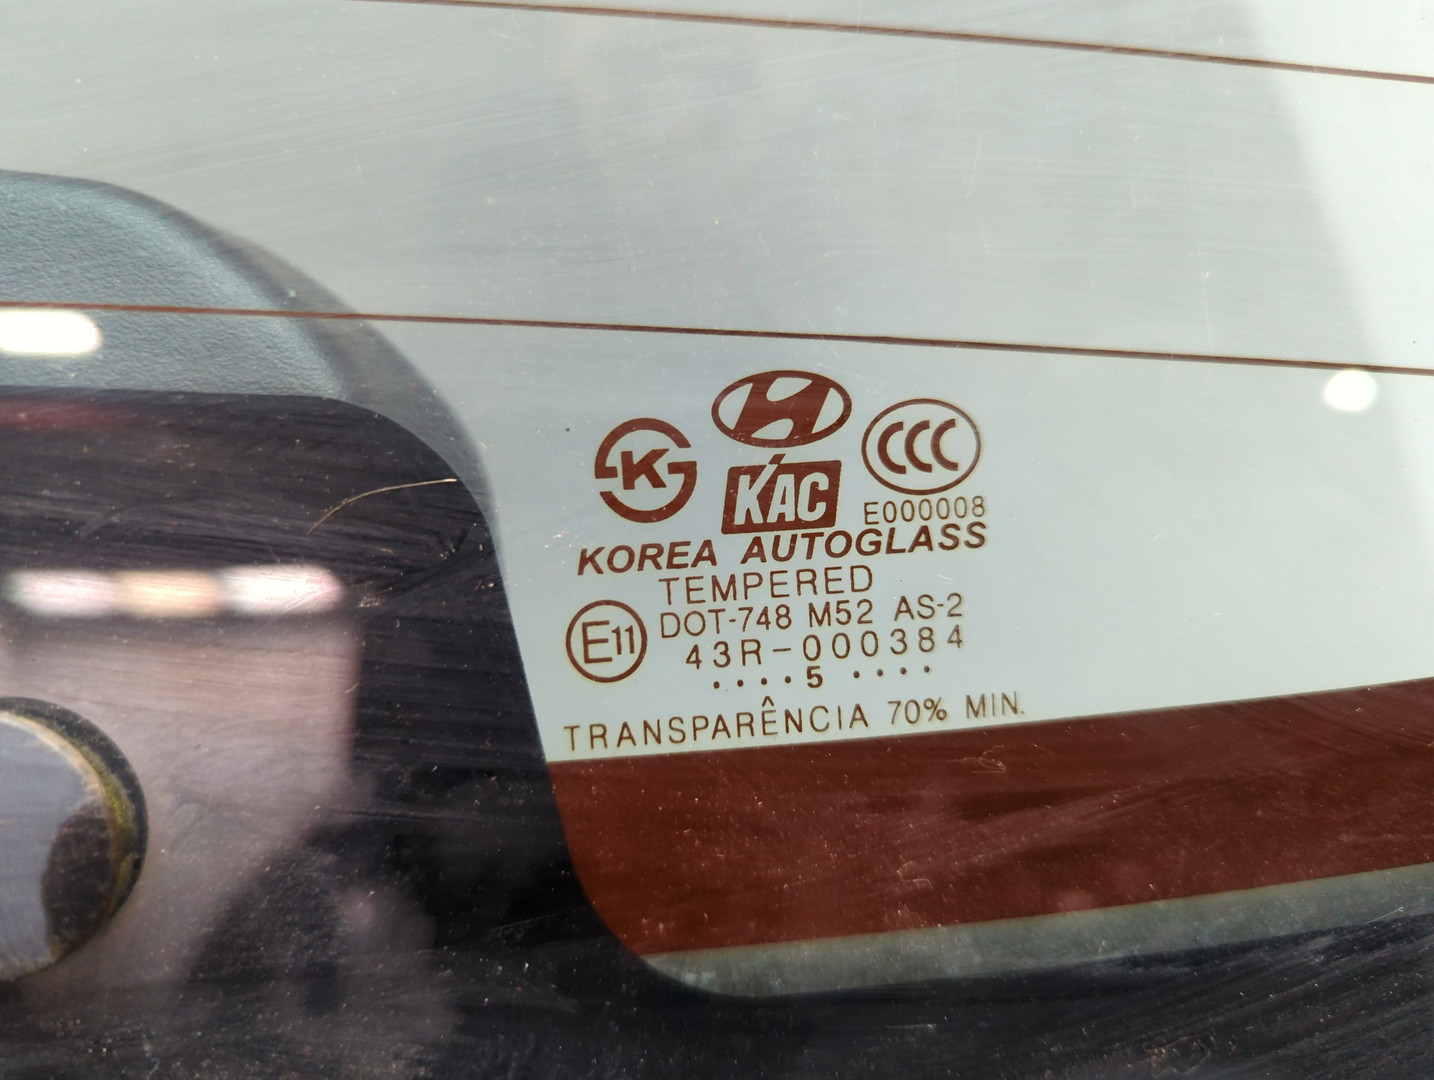 K
KAC
CCC
E000008
KOREA AUTOGLASS
TEMPERED
E11
DOT-748 M52 AS-2
43R-000384
....5 ....
TRANSPARÊNCIA 70% MIN.